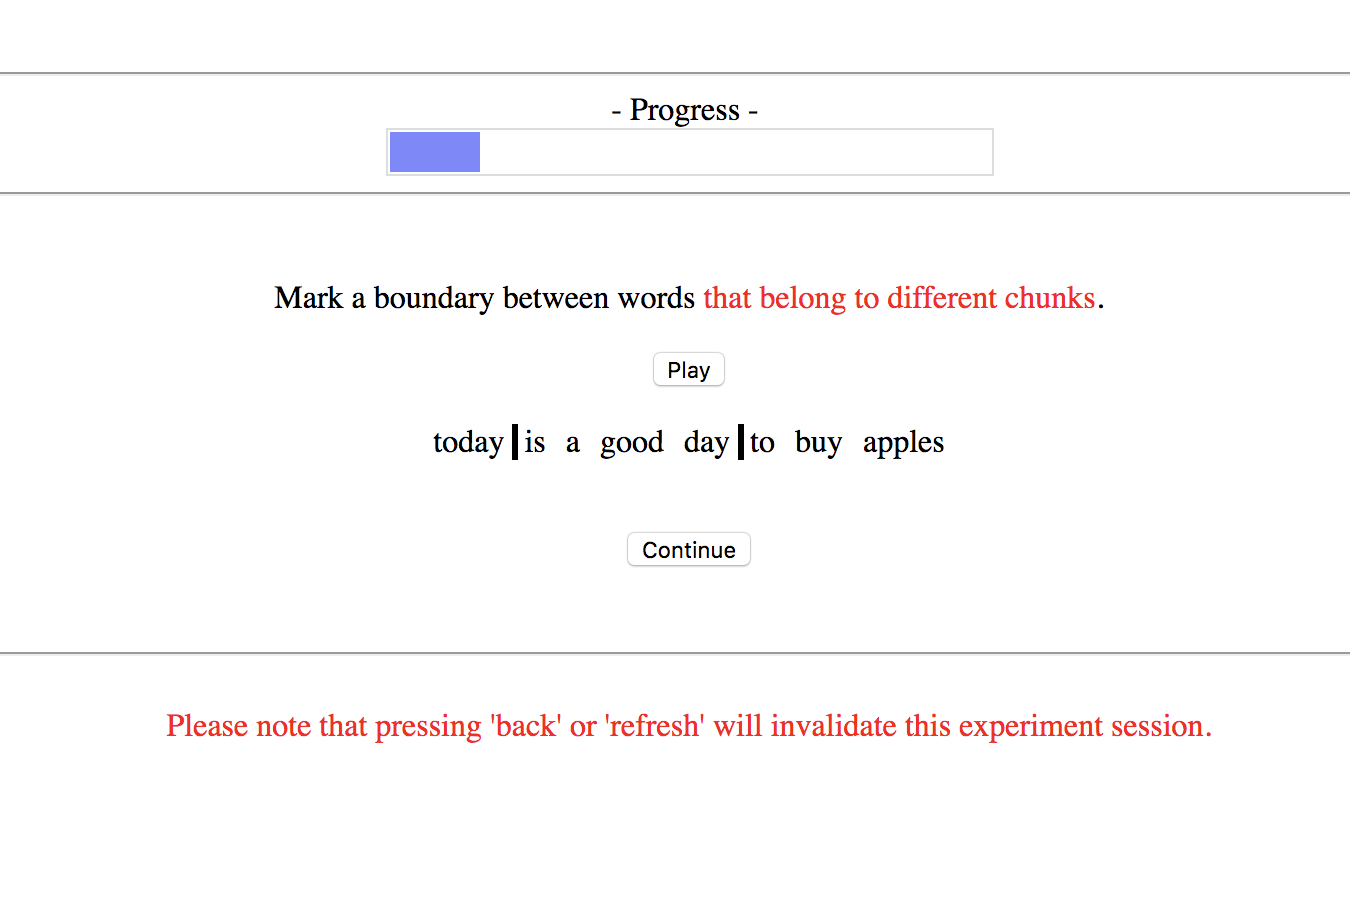 - Progress -
Mark a boundary between words that belong to different chunks.
Play
today is a good day to buy apples
Continue
Please note that pressing 'back' or 'refresh' will invalidate this experiment session.